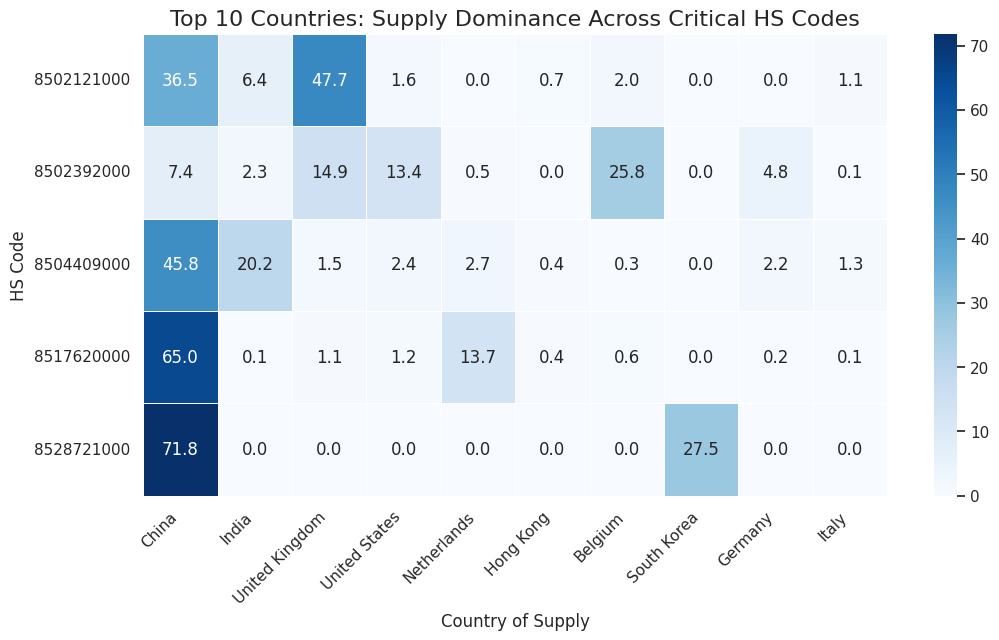 Top 10 Countries: Supply Dominance Across Critical HS Codes
HS Code
8502121000 36.5 6.4 47.7 1.6 0.0 0.7 2.0 0.0 0.0 1.1
8502392000 7.4 2.3 14.9 13.4 0.5 0.0 25.8 0.0 4.8 0.1
8504409000 45.8 20.2 1.5 2.4 2.7 0.4 0.3 0.0 2.2 1.3
8517620000 65.0 0.1 1.1 1.2 13.7 0.4 0.6 0.0 0.2 0.1
8528721000 71.8 0.0 0.0 0.0 0.0 0.0 0.0 27.5 0.0 0.0
China India United Kingdom United States Netherlands Hong Kong Belgium South Korea Germany Italy
Country of Supply
70
60
50
40
30
20
10
0